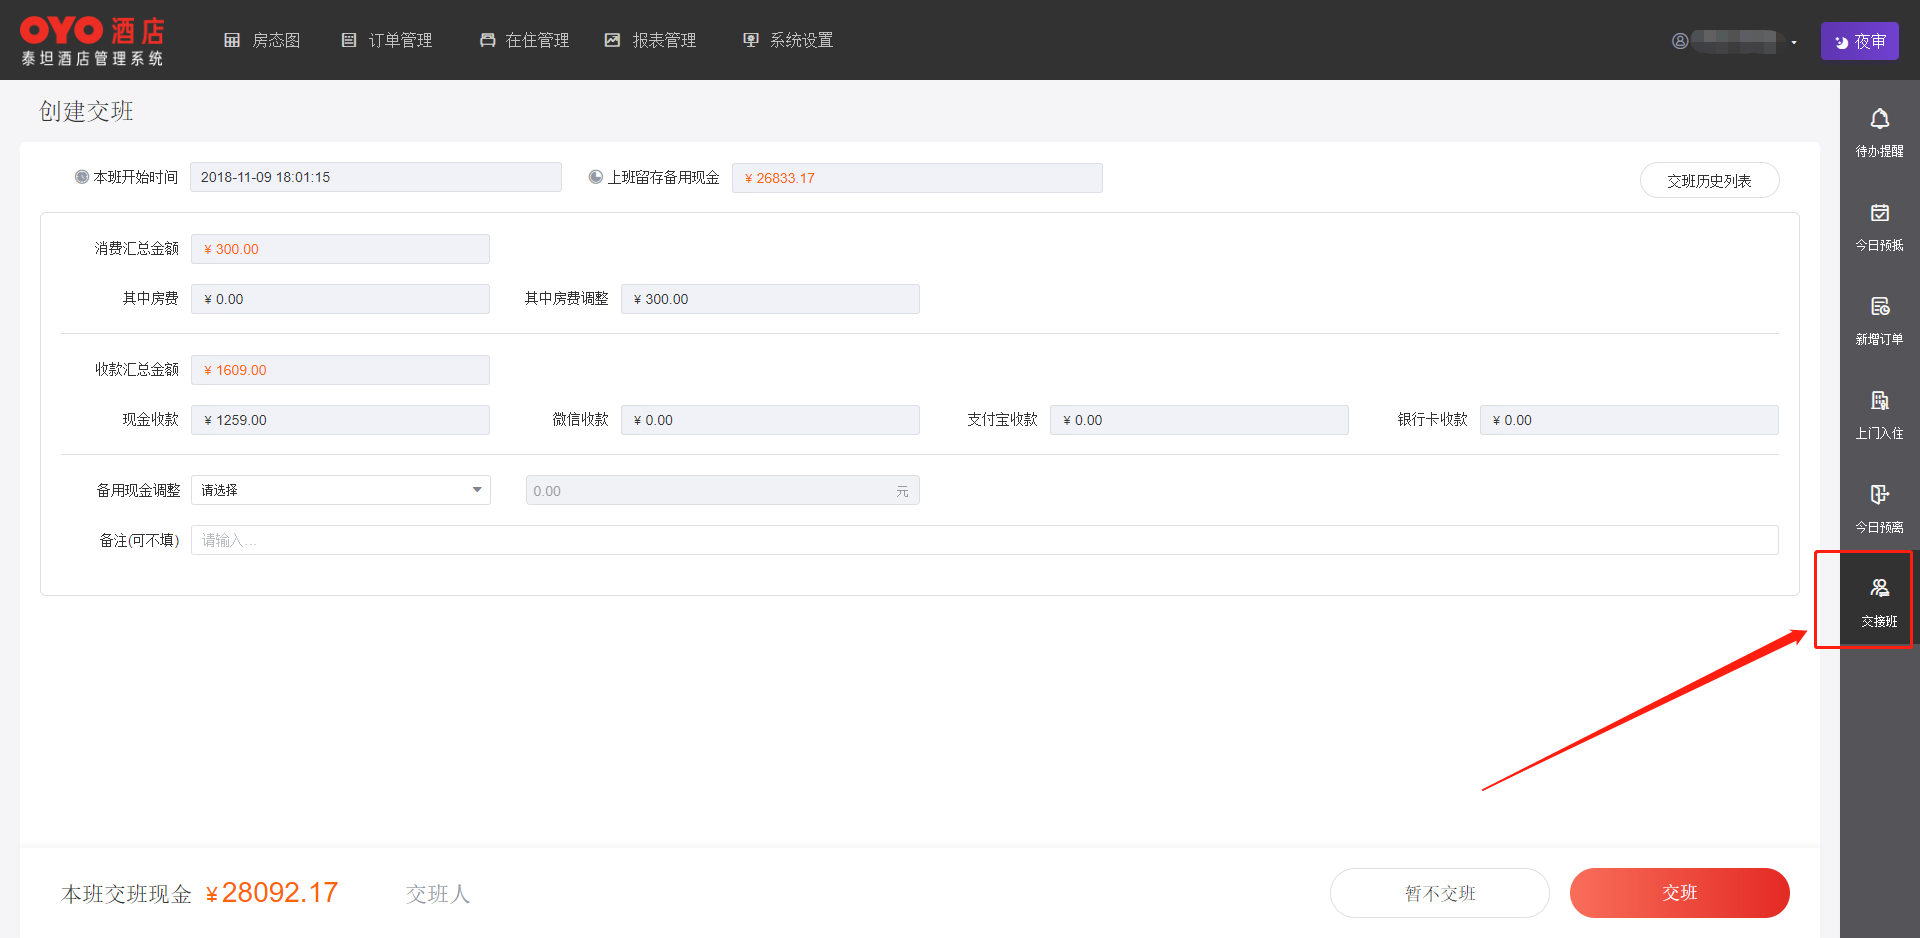 OYO 酒店
泰坦酒店管理系统
房态图 订单管理 在住管理 报表管理 系统设置 夜审
创建交班
本班开始时间 2018-11-09 18:01:15 上班留存备用现金 ¥ 26833.17 交班历史列表
消费汇总金额 ¥ 300.00
其中房费 ¥ 0.00 其中房费调整 ¥ 300.00
收款汇总金额 ¥ 1609.00
现金收款 ¥ 1259.00 微信收款 ¥ 0.00 支付宝收款 ¥ 0.00 银行卡收款 ¥ 0.00
备用现金调整 请选择 0.00 元
备注(可不填) 请输入...
本班交班现金 ¥28092.17 交班人 暂不交班 交班
待办提醒
今日预抵
新增订单
上门入住
今日预离
交接班